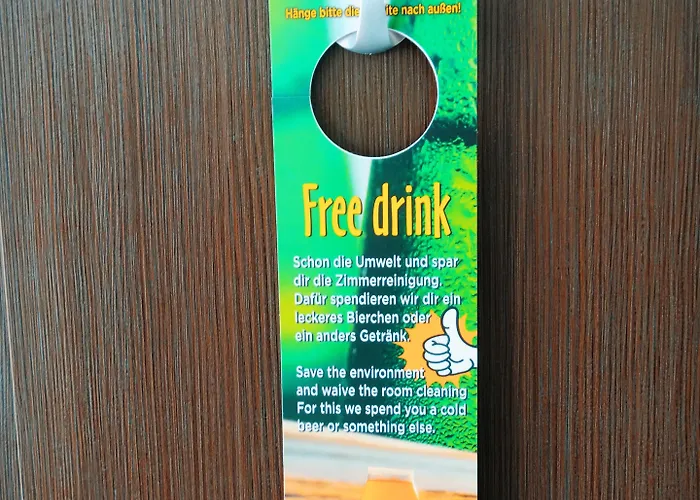 Hänge bitte die ite nach außen!
Free drink
Schon die Umwelt und spar
dir die Zimmerreinigung.
Dafür spendieren wir dir ein
leckeres Bierchen oder
ein anders Getränk.
Save the environment
and waive the room cleaning
For this we spend you a cold
beer or something else.